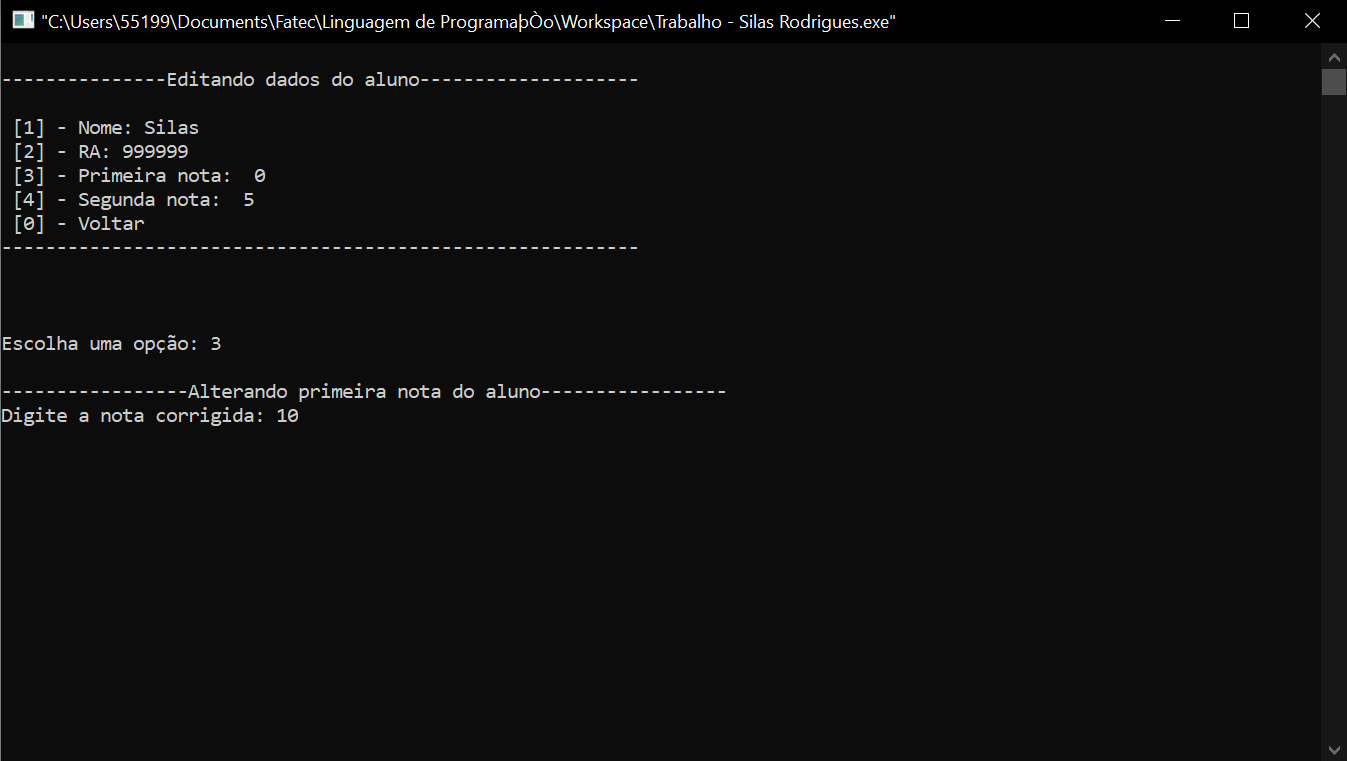 "C:\Users\55199\Documents\Fatec\Linguagem de ProgramaþÒo\Workspace\Trabalho - Silas Rodrigues.exe"
---------------Editando dados do aluno--------------------
[1] - Nome: Silas
[2] - RA: 999999
[3] - Primeira nota:  0
[4] - Segunda nota:  5
[0] - Voltar
----------------------------------------------------------
Escolha uma opção: 3
-----------------Alterando primeira nota do aluno-----------------
Digite a nota corrigida: 10